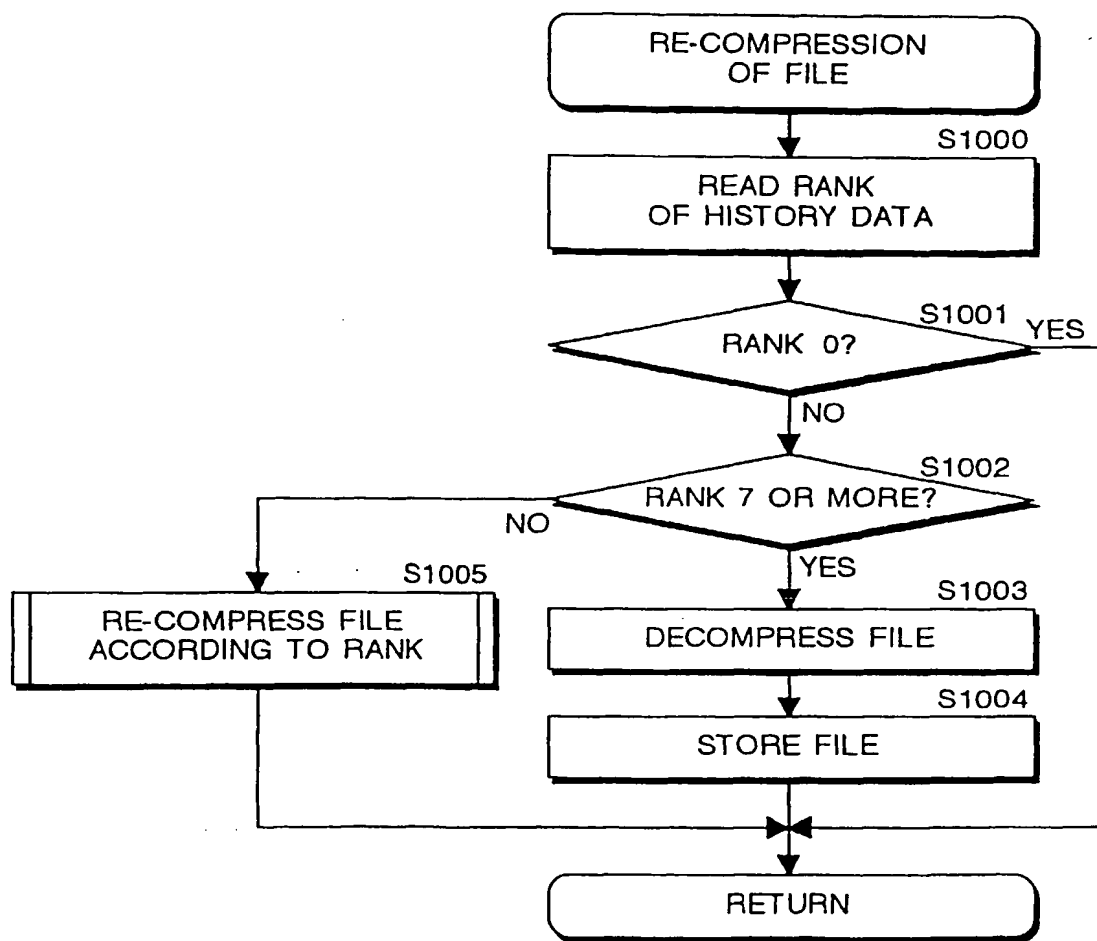 RE-COMPRESSION
OF FILE
S1000
READ RANK
OF HISTORY DATA
S1001
RANK 0?
YES
NO
S1002
RANK 7 OR MORE?
NO
YES
S1005
RE-COMPRESS FILE
ACCORDING TO RANK
S1003
DECOMPRESS FILE
S1004
STORE FILE
RETURN